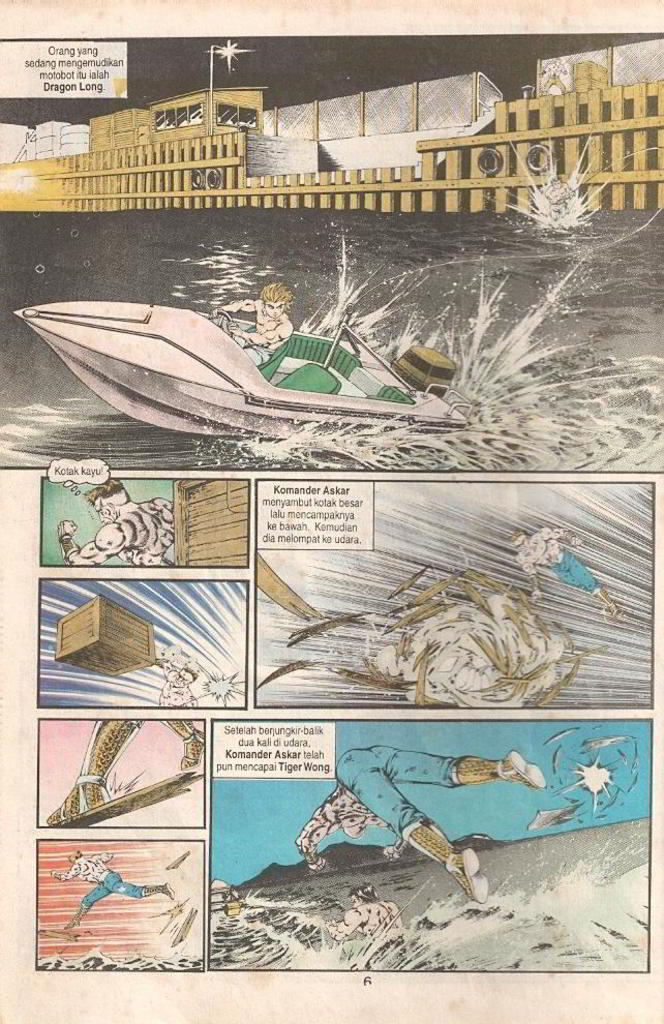 Orang yang
sedang mengemudikan
motobot itu ialah
Dragon Long.
Kotak kayu!
Komander Askar
menyambut kotak besar
lalu mencampaknya
ke bawah. Kemudian
dia melompat ke udara.
Setelah berjungkir-balik
dua kali di udara,
Komander Askar telah
pun mencapai Tiger Wong.
6